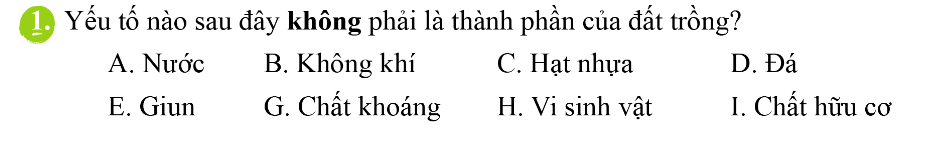 1. Yếu tố nào sau đây không phải là thành phần của đất trồng?
A. Nước B. Không khí C. Hạt nhựa D. Đá
E. Giun G. Chất khoáng H. Vi sinh vật I. Chất hữu cơ